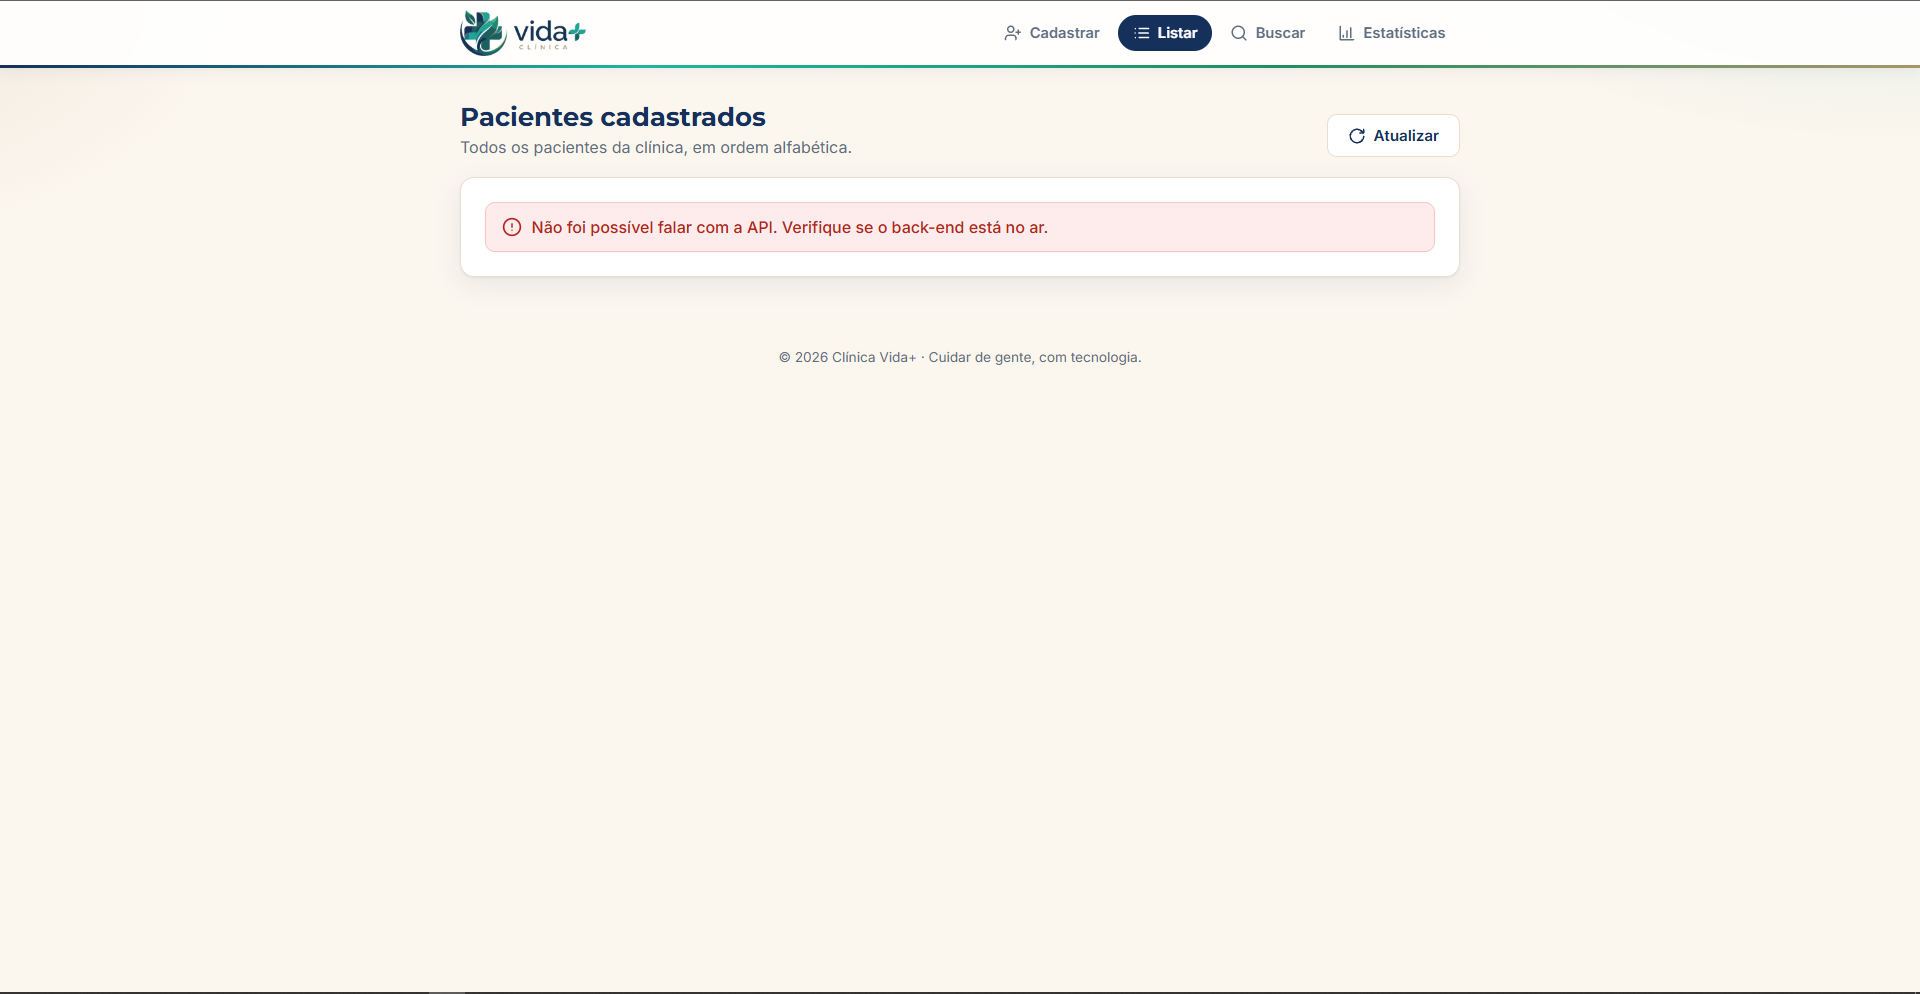 vida+
CLÍNICA
Cadastrar
Listar
Buscar
Estatísticas
Pacientes cadastrados
Todos os pacientes da clínica, em ordem alfabética.
Atualizar
Não foi possível falar com a API. Verifique se o back-end está no ar.
© 2026 Clínica Vida+ · Cuidar de gente, com tecnologia.